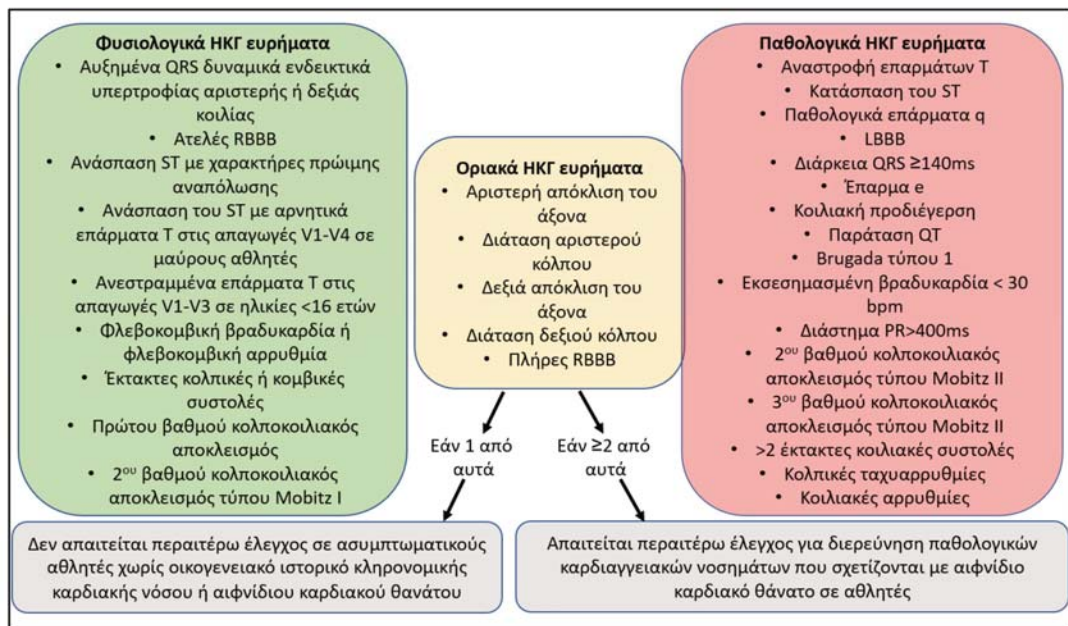 Φυσιολογικά ΗΚΓ ευρήματα
• Αυξημένα QRS δυναμικά ενδεικτικά
υπερτροφίας αριστερής ή δεξιάς
κοιλίας
• Ατελές RBBB
• Ανάσπαση ST με χαρακτήρες πρώιμης
αναπόλωσης
• Ανάσπαση του ST με αρνητικά
επάρματα T στις απαγωγές V1-V4 σε
μαύρους αθλητές
• Ανεστραμμένα επάρματα T στις
απαγωγές V1-V3 σε ηλικίες <16 ετών
• Φλεβοκομβική βραδυκαρδία ή
φλεβοκομβική αρρυθμία
• Έκτακτες κολπικές ή κομβικές
συστολές
• Πρώτου βαθμού κολποκοιλιακός
αποκλεισμός
• 2ου βαθμού κολποκοιλιακός
αποκλεισμός τύπου Mobitz I
Οριακά ΗΚΓ ευρήματα
• Αριστερή απόκλιση του
άξονα
• Διάταση αριστερού
κόλπου
• Δεξιά απόκλιση του
άξονα
• Διάταση δεξιού κόλπου
• Πλήρες RBBB
Παθολογικά ΗΚΓ ευρήματα
• Αναστροφή επαρμάτων T
• Κατάσπαση του ST
• Παθολογικά επάρματα q
• LBBB
• Διάρκεια QRS ≥140ms
• Έπαρμα e
• Κοιλιακή προδιέγερση
• Παράταση QT
• Brugada τύπου 1
• Εκσεσημασμένη βραδυκαρδία < 30
bpm
• Διάστημα PR>400ms
• 2ου βαθμού κολποκοιλιακός
αποκλεισμός τύπου Mobitz II
• 3ου βαθμού κολποκοιλιακός
αποκλεισμός τύπου Mobitz II
• >2 έκτακτες κοιλιακές συστολές
• Κολπικές ταχυαρρυθμίες
• Κοιλιακές αρρυθμίες
Εάν 1 από
αυτά
Εάν ≥2 από
αυτά
Δεν απαιτείται περαιτέρω έλεγχος σε ασυμπτωματικούς
αθλητές χωρίς οικογενειακό ιστορικό κληρονομικής
καρδιακής νόσου ή αιφνίδιου καρδιακού θανάτου
Απαιτείται περαιτέρω έλεγχος για διερεύνηση παθολογικών
καρδιαγγειακών νοσημάτων που σχετίζονται με αιφνίδιο
καρδιακό θάνατο σε αθλητές